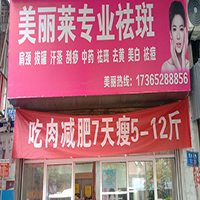 美丽莱专业祛斑
肩颈 拔罐 汗蒸 刮痧 中药 祛斑 去黄 美白 祛痘
美丽热线：17365288856
吃肉减肥7天瘦5-12斤